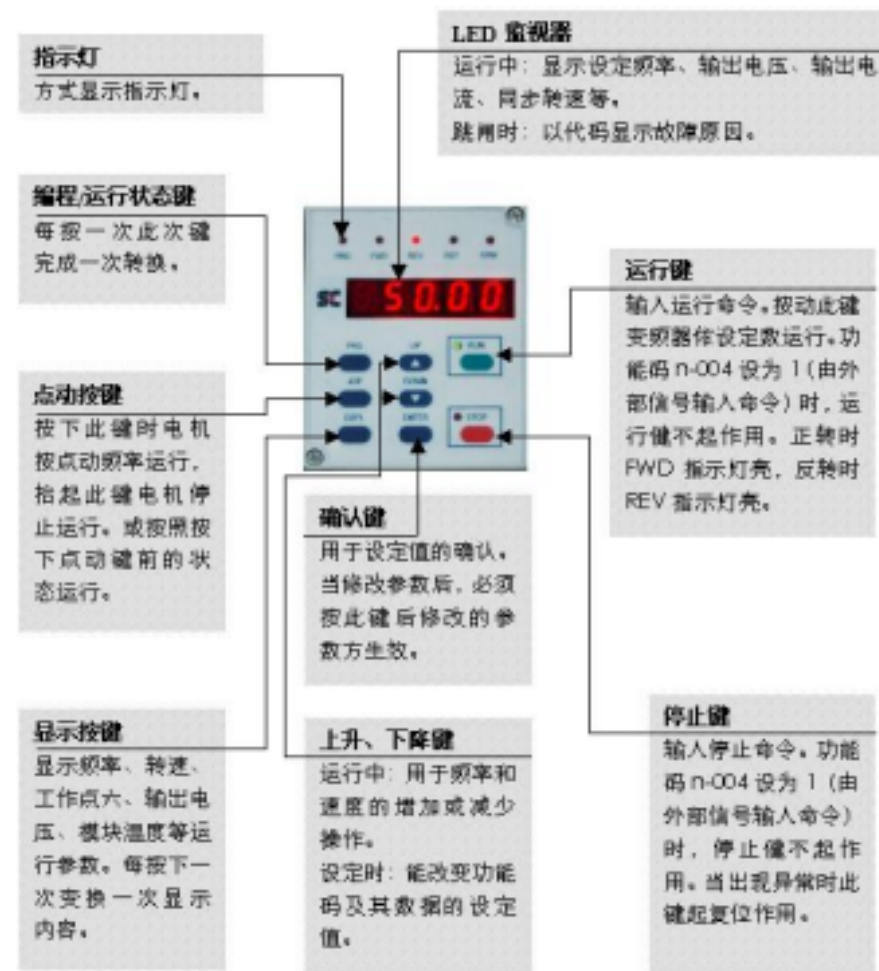 指示灯
方式显示指示灯。
LED 监视器
运行中：显示设定频率、输出电压、输出电
流、同步转速等。
跳闸时：以代码显示故障原因。
编程/运行状态键
每按一次此次键
完成一次转换。
SC
50.00
PRG
UP
RUN
DOWN
ENTER
STOP
运行键
输入运行命令。按动此键
变频器作设定数运行。功
能码 n-004 设为 1（由外
部信号输入命令）时，运
行健不起作用。正转时
FWD 指示灯亮，反转时
REV 指示灯亮。
点动按键
按下此键时电机
按点动频率运行，
抬起此键电机停
止运行。或按照按
下点动键前的状
态运行。
确认键
用于设定值的确认。
当修改参数后，必须
按此键后修改的参
数方生效。
显示按键
显示频率、转速、
工作点六、输出电
压、模块温度等运
行参数。每按下一
次变换一次显示
内容。
上升、下降键
运行中：用于频率和
速度的增加或减少
操作。
设定时：能改变功能
码及其数据的设定
值。
停止键
输入停止命令。功能
码 n-004 设为 1（由
外部信号输入命令）
时，停止健不起作
用。当出现异常时此
键起复位作用。